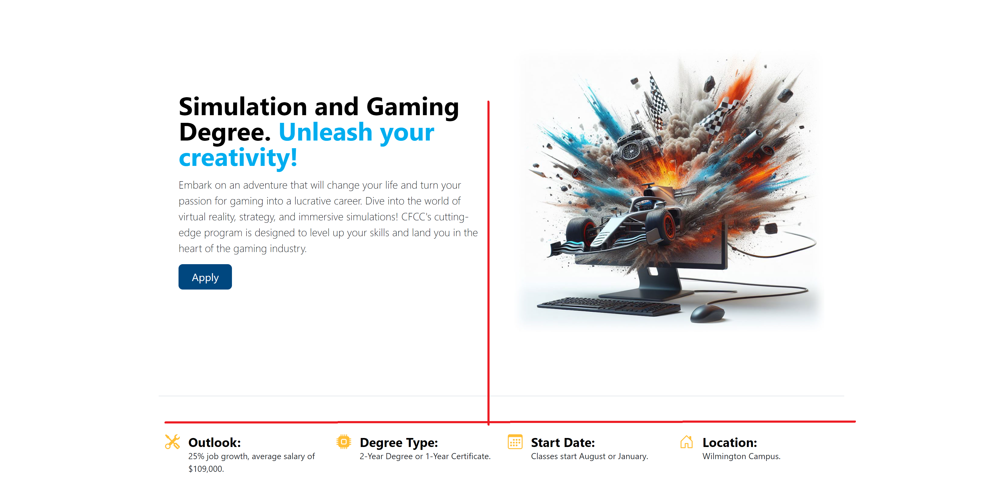 Simulation and Gaming
Degree. Unleash your
creativity!
Embark on an adventure that will change your life and turn your
passion for gaming into a lucrative career. Dive into the world of
virtual reality, strategy, and immersive simulations! CFCC's cutting-
edge program is designed to level up your skills and land you in the
heart of the gaming industry.
Apply
Outlook:
25% job growth, average salary of
$109,000.
Degree Type:
2-Year Degree or 1-Year Certificate.
Start Date:
Classes start August or January.
Location:
Wilmington Campus.